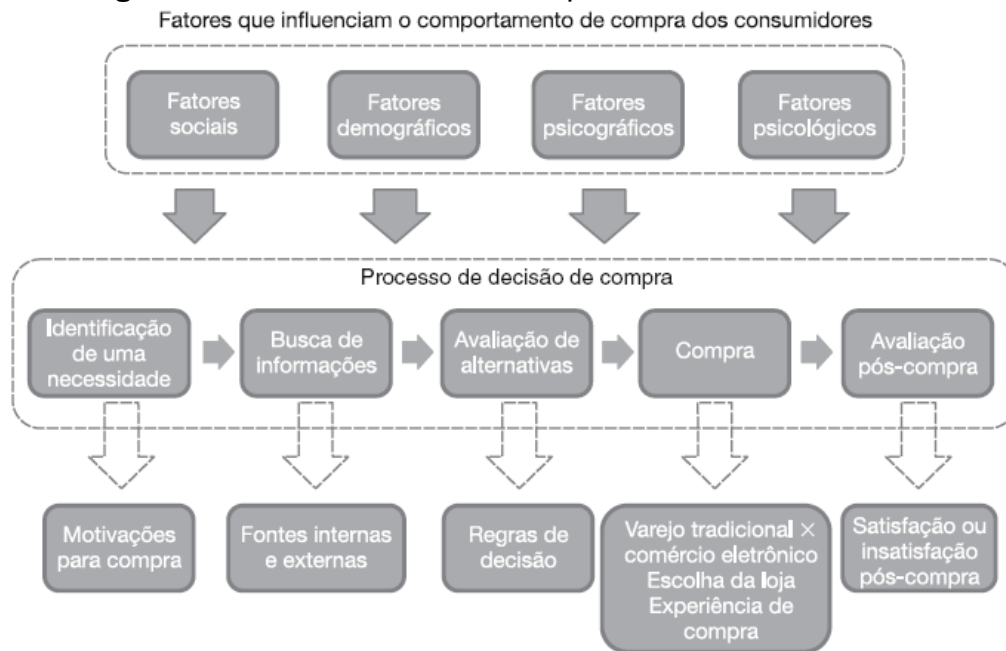 Fatores que influenciam o comportamento de compra dos consumidores
Fatores
sociais
Fatores
demográficos
Fatores
psicográficos
Fatores
psicológicos
Processo de decisão de compra
Identificação
de uma
necessidade
Busca de
informações
Avaliação de
alternativas
Compra
Avaliação
pós-compra
Motivações
para compra
Fontes internas
e externas
Regras de
decisão
Varejo tradicional ×
comércio eletrônico
Escolha da loja
Experiência de
compra
Satisfação ou
insatisfação
pós-compra